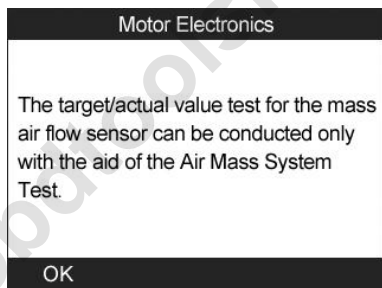 Motor Electronics
The target/actual value test for the mass
air flow sensor can be conducted only
with the aid of the Air Mass System
Test.
OK